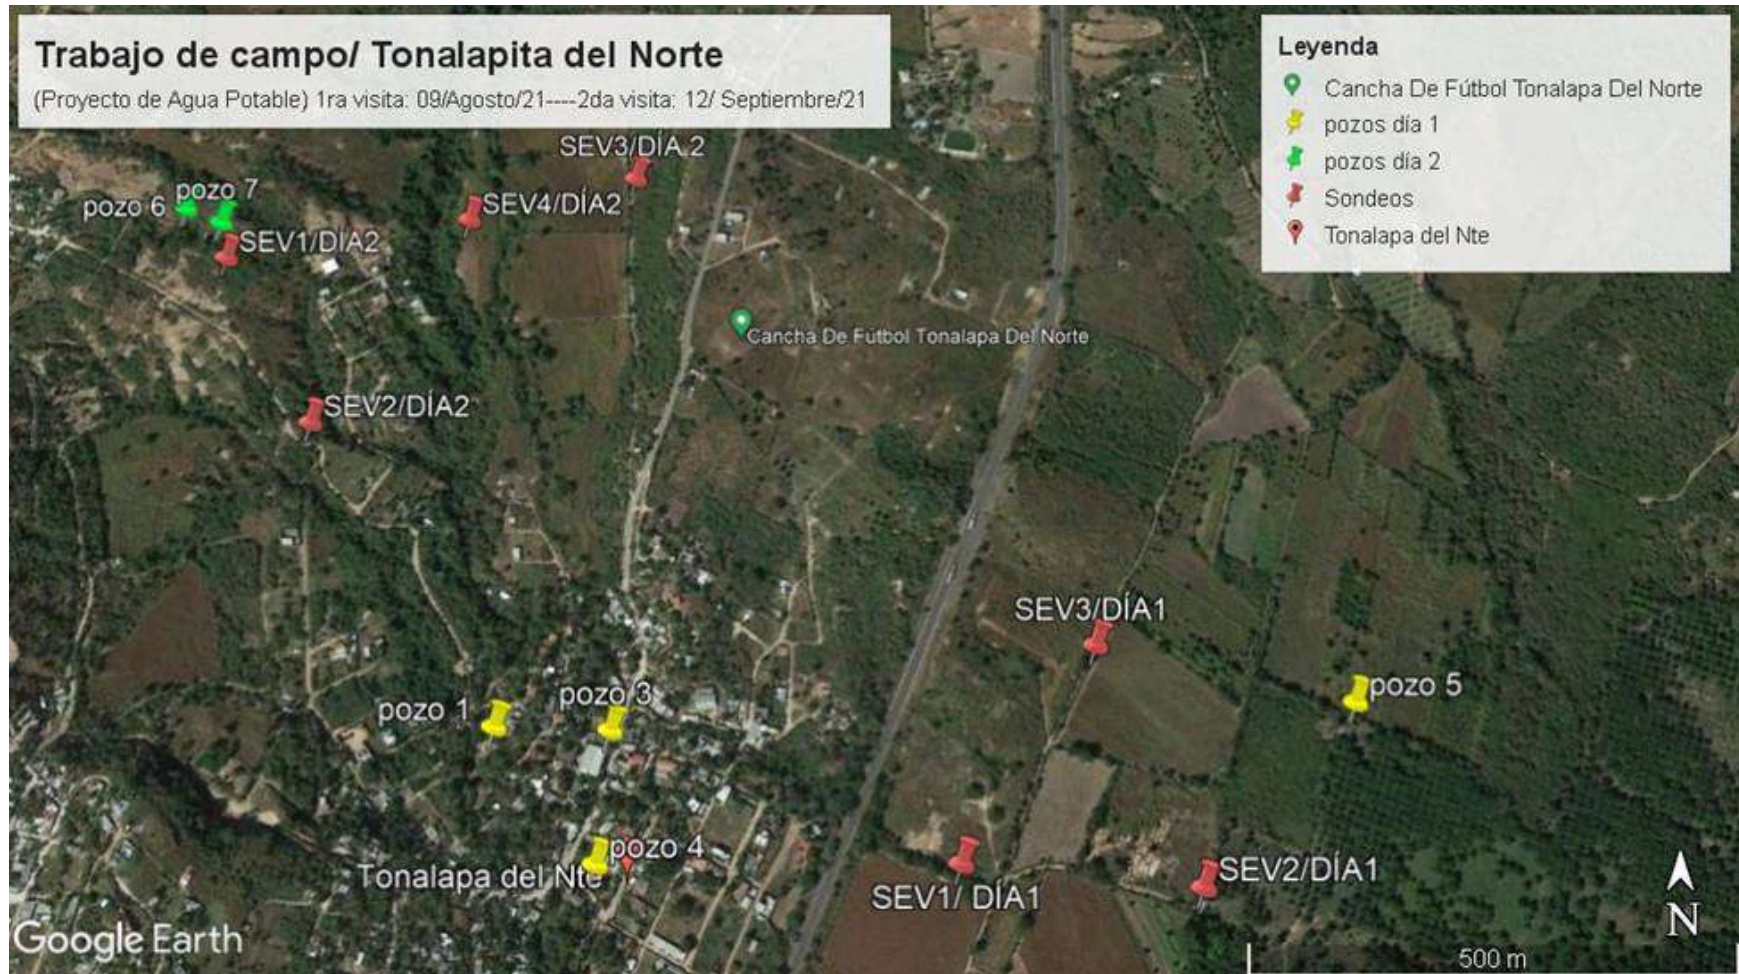 Trabajo de campo/ Tonalapita del Norte
(Proyecto de Agua Potable) 1ra visita: 09/Agosto/21----2da visita: 12/ Septiembre/21
Leyenda
Cancha De Fútbol Tonalapa Del Norte
pozos día 1
pozos día 2
Sondeos
Tonalapa del Nte
SEV3/DÍA 2
pozo 7
pozo 6
SEV4/DÍA2
SEV1/DÍA2
Cancha De Fútbol Tonalapa Del Norte
SEV2/DÍA2
SEV3/DÍA1
pozo 5
pozo 3
pozo 1
pozo 4
Tonalapa del Nte
SEV2/DÍA1
SEV1/ DÍA1
N
Google Earth
500 m